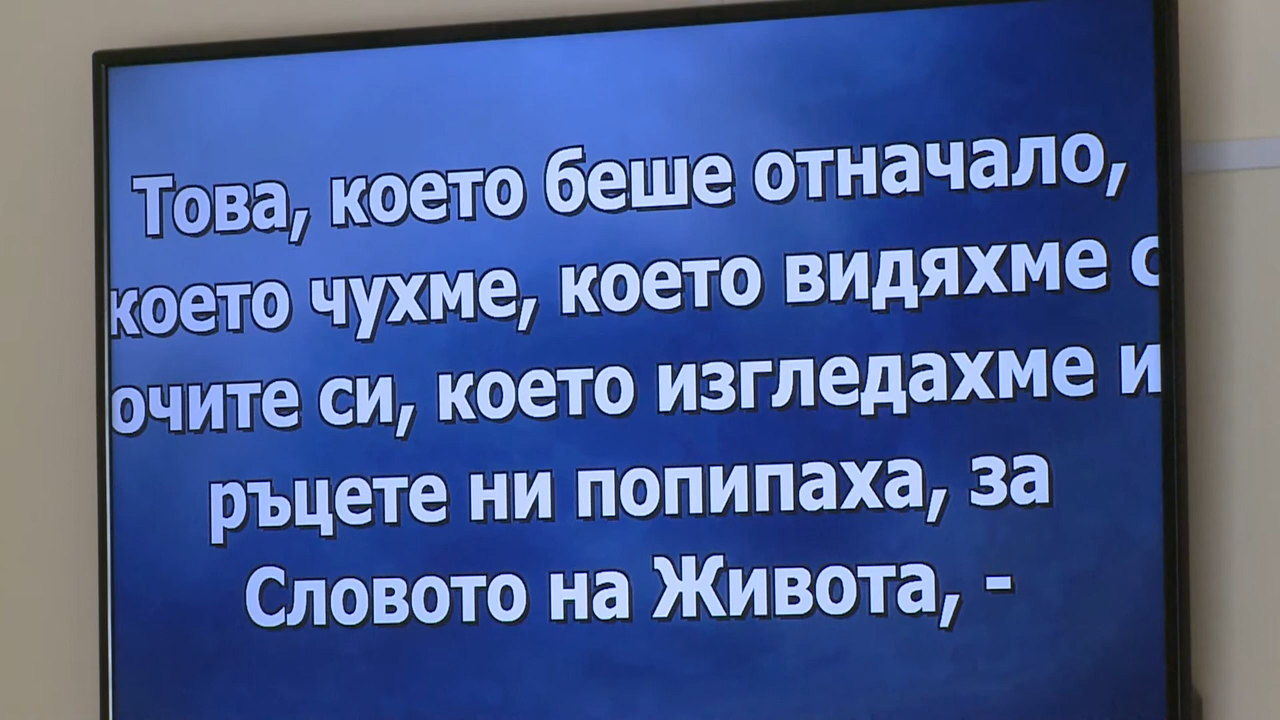 Това, което беше отначало,
което чухме, което видяхме с
очите си, което изгледахме и
ръцете ни попипаха, за
Словото на Живота, -